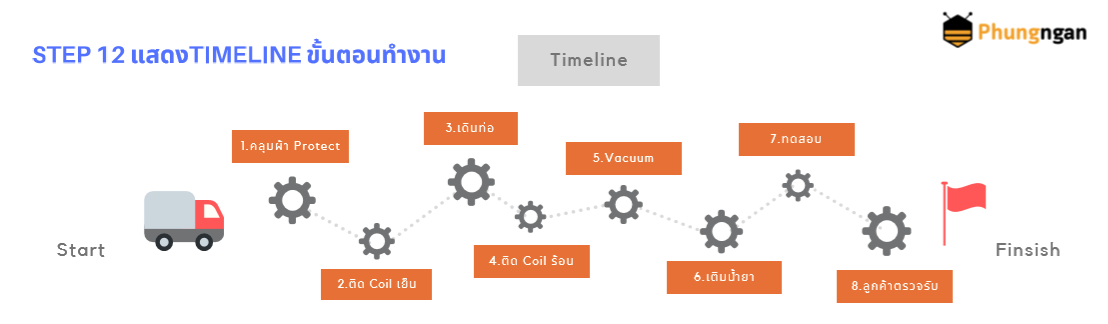 Phungngan
STEP 12 แสดงTIMELINE ขั้นตอนทำงาน
Timeline
3.เดินท่อ
7.ทดสอบ
1.คลุมผ้า Protect
5.Vacuum
Start
Finsish
4.ติด Coil ร้อน
6.เติมน้ำยา
2.ติด Coil เย็น
8.ลูกค้าตรวจรับ